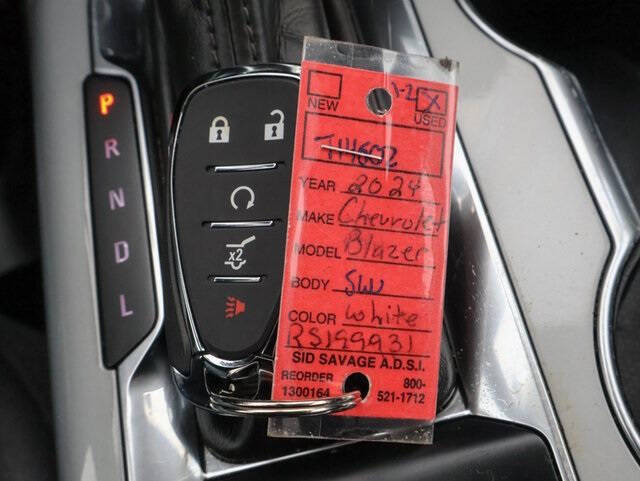 P
R
N
D
L
x2
NEW
USED
YEAR 2024
MAKE Chevrolet
MODEL Blazer
BODY SW
COLOR white
RS199931
SID SAVAGE A.D.S.I.
REORDER 800-
1300164 521-1712